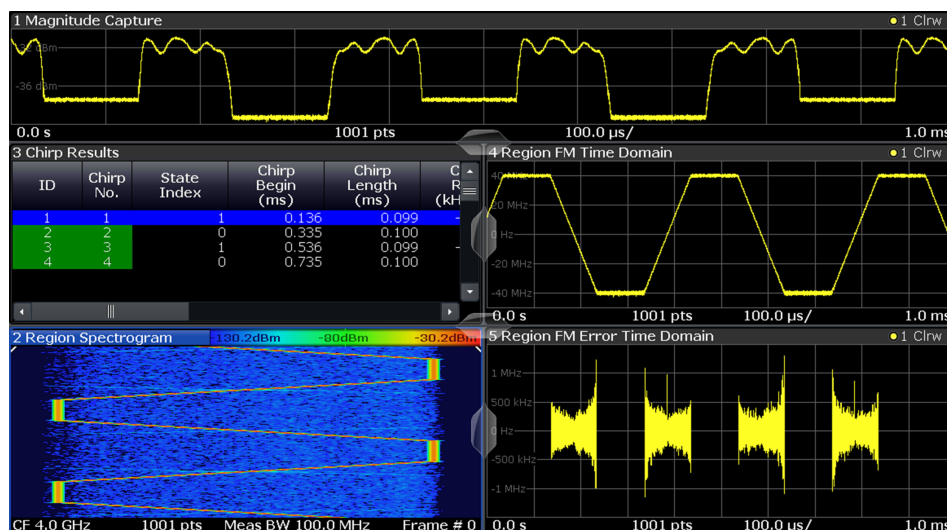 1 Magnitude Capture
1 Clrw
-32 dBm
-36 dBm
0.0 s
1001 pts
100.0 µs/
1.0 ms
3 Chirp Results
ID
Chirp No.
State Index
Chirp Begin (ms)
Chirp Length (ms)
C
R
(kH
1 1 1 0.136 0.099 -
2 2 0 0.335 0.100
3 3 1 0.536 0.099 -
4 4 0 0.735 0.100
4 Region FM Time Domain
1 Clrw
40 MHz
20 MHz
0 Hz
-20 MHz
-40 MHz
0.0 s
1001 pts
100.0 µs/
1.0 ms
2 Region Spectrogram
-130.2dBm
-80dBm
-30.2dBm
CF 4.0 GHz
1001 pts
Meas BW 100.0 MHz
Frame # 0
5 Region FM Error Time Domain
1 Clrw
1 MHz
500 kHz
0 Hz
-500 kHz
-1 MHz
0.0 s
1001 pts
100.0 µs/
1.0 ms